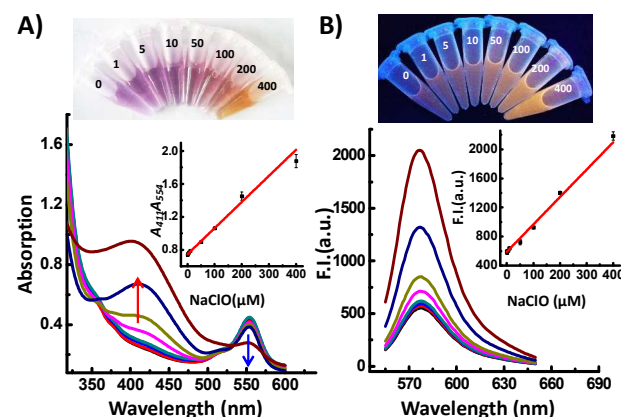 A)
0 1 5 10 50 100 200 400
Absorption
1.6
1.2
0.8
0.4
350 400 450 500 550 600
Wavelength (nm)
A411A554
2.0
1.6
1.2
0.8
0 100 200 300 400
NaClO(μM)
B)
0 1 5 10 50 100 200 400
F.I.(a.u.)
2000
1500
1000
500
0
570 600 630 660 690
Wavelength (nm)
F.I.(a.u.)
2000
1600
1200
800
400
0 100 200 300 400
NaClO (μM)